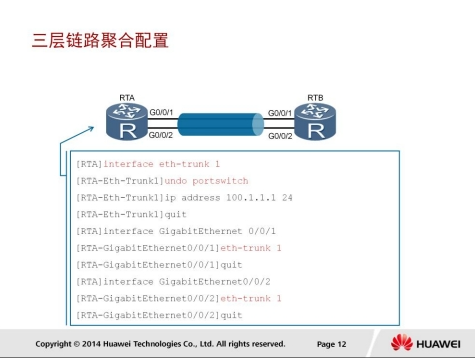 三层链路聚合配置
RTA
RTB
G0/0/1
G0/0/1
R
R
G0/0/2
G0/0/2
[RTA]interface eth-trunk 1
[RTA-Eth-Trunk1]undo portswitch
[RTA-Eth-Trunk1]ip address 100.1.1.1 24
[RTA-Eth-Trunk1]quit
[RTA]interface GigabitEthernet 0/0/1
[RTA-GigabitEthernet0/0/1]eth-trunk 1
[RTA-GigabitEthernet0/0/1]quit
[RTA]interface GigabitEthernet0/0/2
[RTA-GigabitEthernet0/0/2]eth-trunk 1
[RTA-GigabitEthernet0/0/2]quit
Copyright © 2014 Huawei Technologies Co., Ltd. All rights reserved.
Page 12
HUAWEI